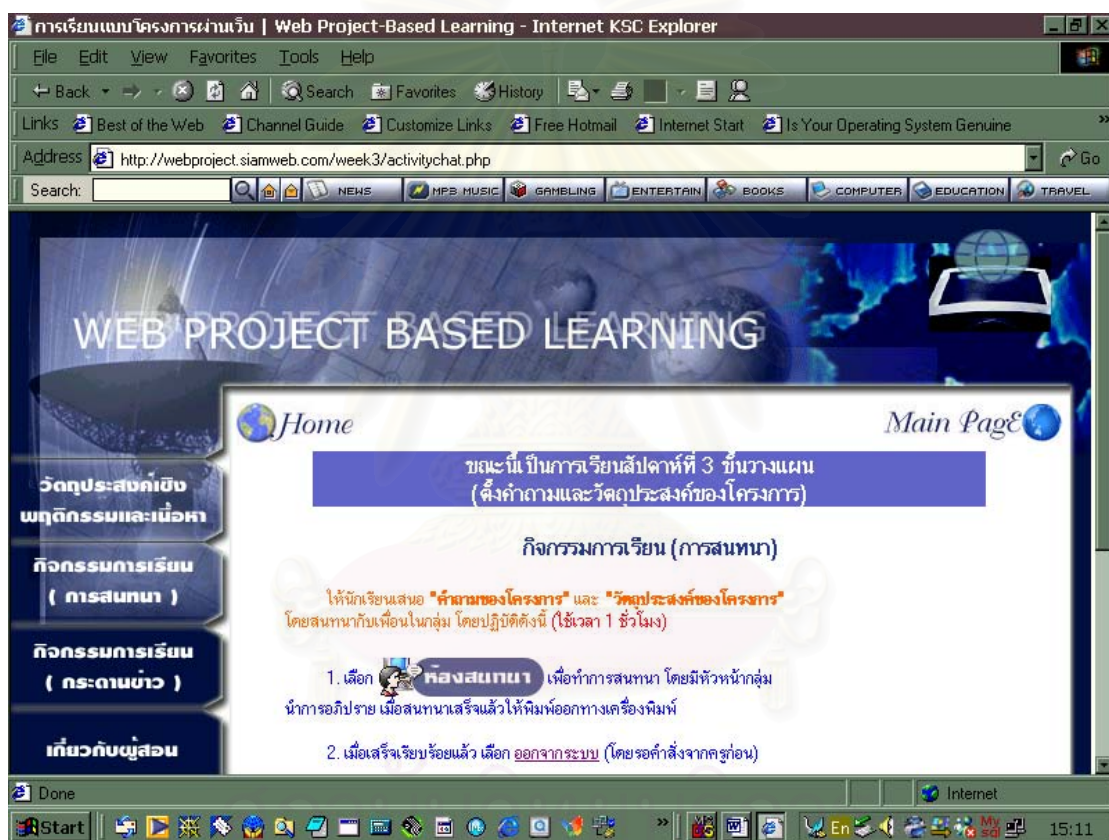 การเรียนแบบโครงการผ่านเว็บ | Web Project-Based Learning - Internet KSC Explorer
File Edit View Favorites Tools Help
Back Search Favorites History
Links Best of the Web Channel Guide Customize Links Free Hotmail Internet Start Is Your Operating System Genuine »
Address http://webproject.siamweb.com/week3/activitychat.php Go
Search: NEWS MP3 MUSIC GAMBLING ENTERTAIN BOOKS COMPUTER EDUCATION TRAVEL
WEB PROJECT BASED LEARNING
Home Main PagE
ขณะนี้เป็นการเรียนสัปดาห์ที่ 3 ขั้นวางแผน
(ตั้งคำถามและวัตถุประสงค์ของโครงการ)
วัตถุประสงค์เชิง
พฤติกรรมและเนื้อหา
กิจกรรมการเรียน
( การสนทนา )
กิจกรรมการเรียน
( กระดานข่าว )
เกี่ยวกับผู้สอน
กิจกรรมการเรียน (การสนทนา)
ให้นักเรียนเสนอ "คำถามของโครงการ" และ "วัตถุประสงค์ของโครงการ"
โดยสนทนากับเพื่อนในกลุ่ม โดยปฏิบัติดังนี้ (ใช้เวลา 1 ชั่วโมง)
1. เลือก ห้องสนทนา เพื่อทำการสนทนา โดยมีหัวหน้ากลุ่ม
นำการอภิปราย เมื่อสนทนาเสร็จแล้วให้พิมพ์ออกทางเครื่องพิมพ์
2. เมื่อเสร็จเรียบร้อยแล้ว เลือก ออกจากระบบ (โดยรอคำสั่งจากครูก่อน)
Done Internet
Start » En My sql 15:11